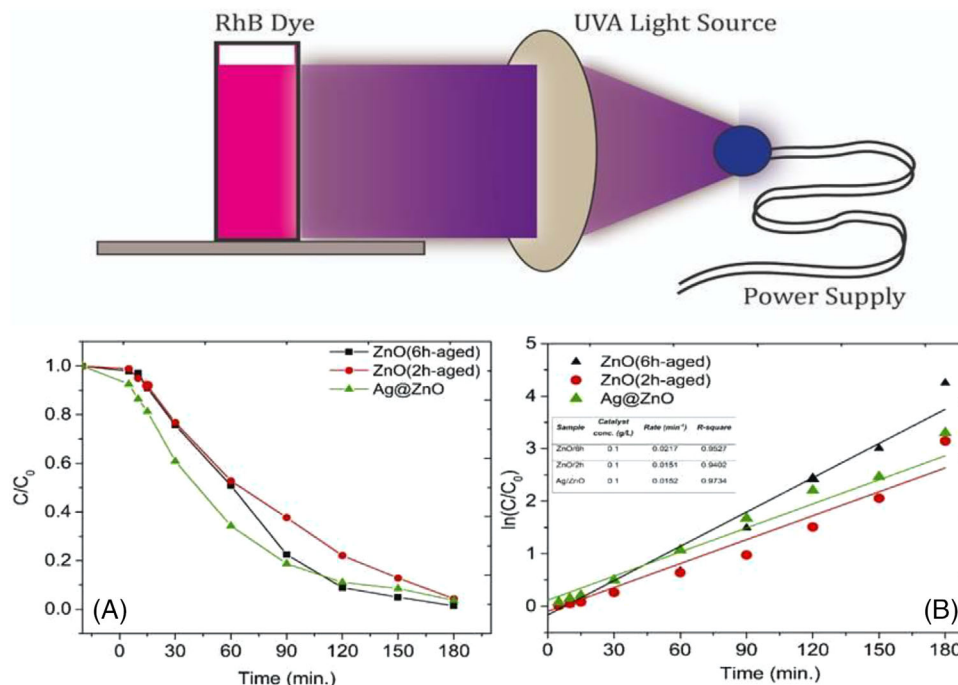 RhB Dye
UVA Light Source
Power Supply
ZnO(6h-aged)
ZnO(2h-aged)
Ag@ZnO
1.0
0.8
0.6
0.4
0.2
0.0
C/C0
(A)
0 30 60 90 120 150 180
Time (min.)
ZnO(6h-aged)
ZnO(2h-aged)
Ag@ZnO
Sample Catalyst conc. (g/L) Rate (min⁻¹) R-square
ZnO/6h 0.1 0.0217 0.9527
ZnO/2h 0.1 0.0151 0.9402
Ag/ZnO 0.1 0.0152 0.9734
5
4
3
2
1
0
ln(C/C0)
(B)
0 30 60 90 120 150 180
Time (min.)